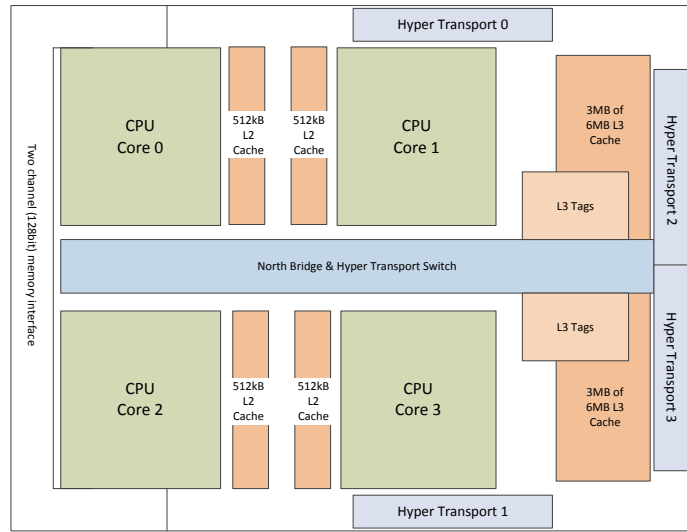 Hyper Transport 0
Two channel (128bit) memory interface
CPU
Core 0
512kB
L2
Cache
512kB
L2
Cache
CPU
Core 1
3MB of
6MB L3
Cache
Hyper Transport 2
L3 Tags
North Bridge & Hyper Transport Switch
L3 Tags
CPU
Core 2
512kB
L2
Cache
512kB
L2
Cache
CPU
Core 3
3MB of
6MB L3
Cache
Hyper Transport 3
Hyper Transport 1